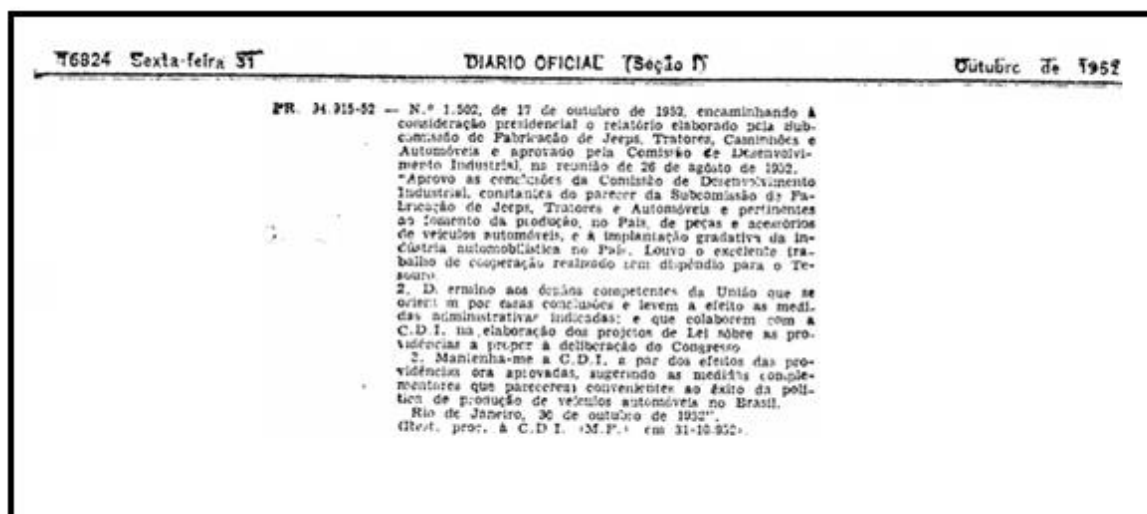 16824 Sexta-feira 31 DIARIO OFICIAL (Seção I) Outubro de 1952
PR. 34.915-52 — N.º 1.502, de 17 de outubro de 1952, encaminhando à
consideração presidencial o relatório elaborado pela Sub-
comissão de Fabricação de Jeeps, Tratores, Caminhões e
Automóveis e aprovado pela Comissão de Desenvolvi-
mento Industrial, na reunião de 26 de agôsto de 1952.
"Aprovo as conclusões da Comissão de Desenvolvimento
Industrial, constantes do parecer da Subcomissão de Fa-
bricação de Jeeps, Tratores e Automóveis e pertinentes
ao fomento da produção, no País, de peças e acessórios
de veículos automóveis, e à implantação gradativa da in-
dústria automobilística no País. Louvo o excelente tra-
balho de cooperação realizado sem dispêndio para o Te-
souro.
2. D ermino aos órgãos competentes da União que se
orient m por essas conclusões e levem a efeito as medi-
das administrativas indicadas; e que colaborem com a
C.D.I. na elaboração dos projetos de Lei sôbre as pro-
vidências a propor à deliberação do Congresso
2. Mantenha-me a C.D.I. a par dos efeitos das pro-
vidências ora aprovadas, sugerindo as medidas comple-
mentares que parecerem convenientes ao êxito da polí-
tica de produção de veículos automóveis no Brasil.
Rio de Janeiro, 30 de outubro de 1952".
proc. à C.D I. (M.F.) em 31-10-952).